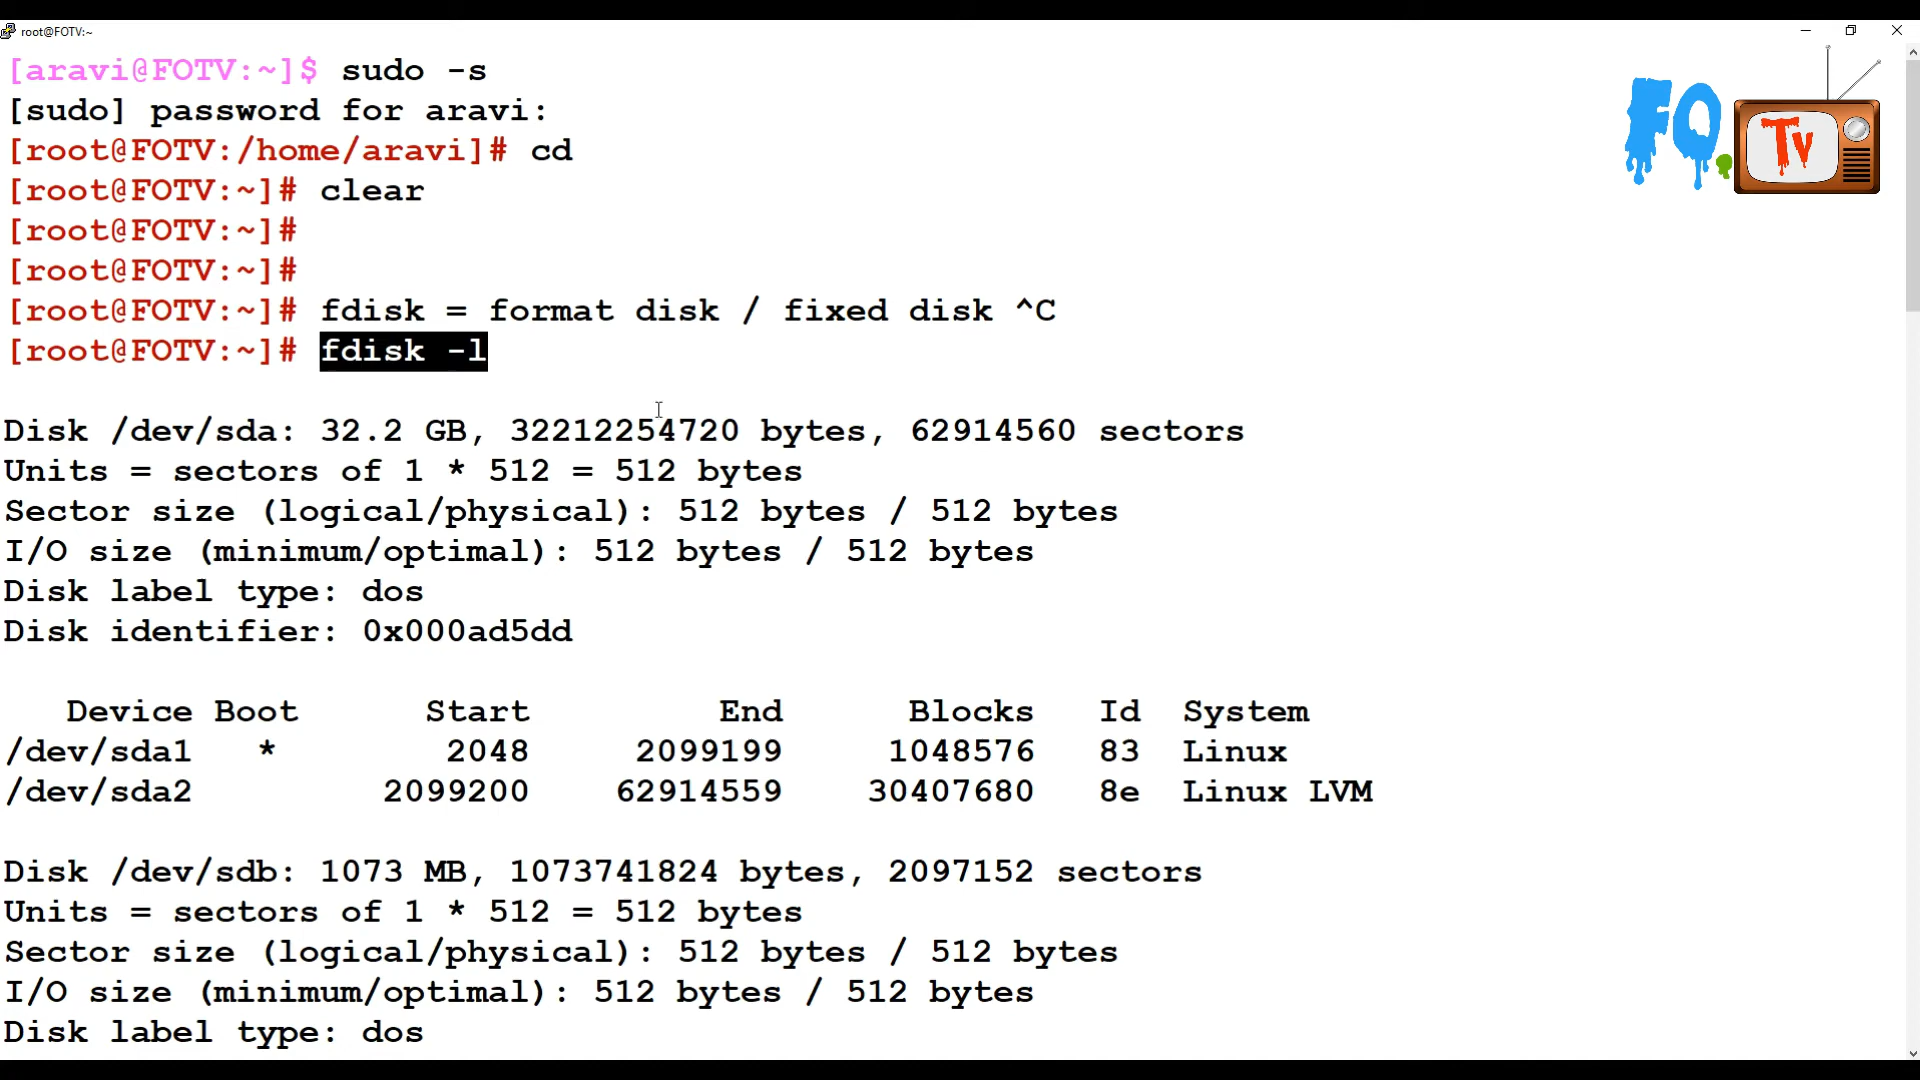 root@FOTV:~
[aravi@FOTV:~]$ sudo -s
[sudo] password for aravi:
[root@FOTV:/home/aravi]# cd
[root@FOTV:~]# clear
[root@FOTV:~]#
[root@FOTV:~]#
[root@FOTV:~]# fdisk = format disk / fixed disk ^C
[root@FOTV:~]# fdisk -l
Disk /dev/sda: 32.2 GB, 32212254720 bytes, 62914560 sectors
Units = sectors of 1 * 512 = 512 bytes
Sector size (logical/physical): 512 bytes / 512 bytes
I/O size (minimum/optimal): 512 bytes / 512 bytes
Disk label type: dos
Disk identifier: 0x000ad5dd
Device Boot Start End Blocks Id System
/dev/sda1 * 2048 2099199 1048576 83 Linux
/dev/sda2 2099200 62914559 30407680 8e Linux LVM
Disk /dev/sdb: 1073 MB, 1073741824 bytes, 2097152 sectors
Units = sectors of 1 * 512 = 512 bytes
Sector size (logical/physical): 512 bytes / 512 bytes
I/O size (minimum/optimal): 512 bytes / 512 bytes
Disk label type: dos
FO. Tv